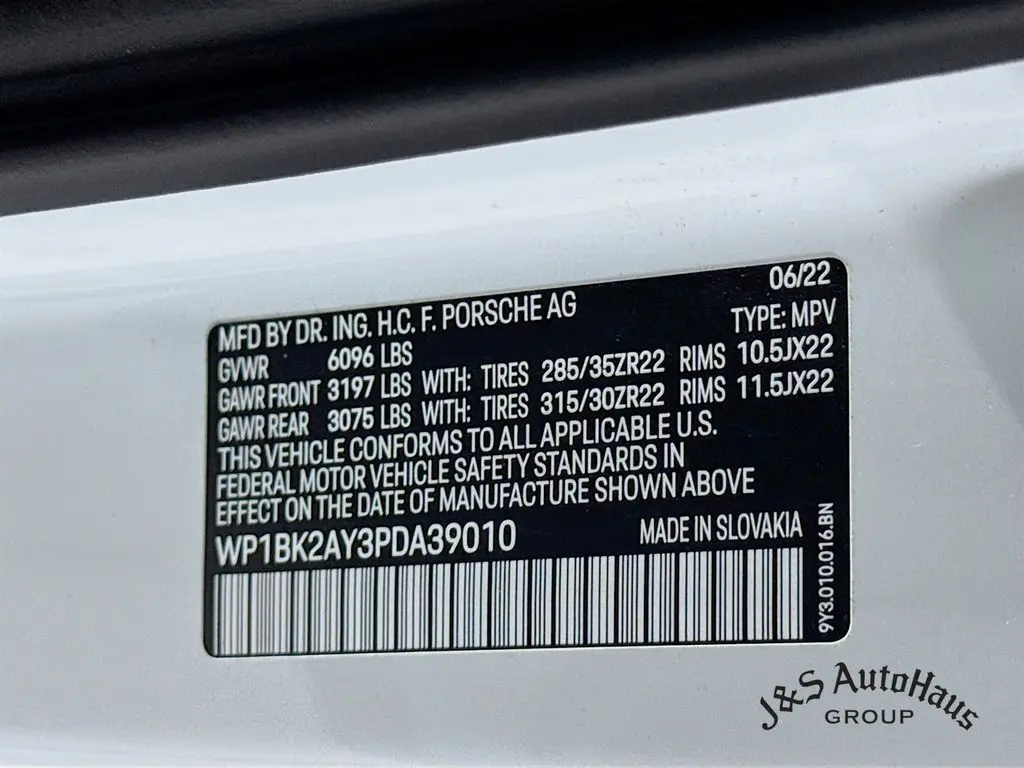 06/22
MFD BY DR. ING. H.C. F. PORSCHE AG
TYPE: MPV
GVWR 6096 LBS
GAWR FRONT 3197 LBS WITH: TIRES 285/35ZR22 RIMS 10.5JX22
GAWR REAR 3075 LBS WITH: TIRES 315/30ZR22 RIMS 11.5JX22
THIS VEHICLE CONFORMS TO ALL APPLICABLE U.S.
FEDERAL MOTOR VEHICLE SAFETY STANDARDS IN
EFFECT ON THE DATE OF MANUFACTURE SHOWN ABOVE
WP1BK2AY3PDA39010 MADE IN SLOVAKIA
9Y3.010.016.BN
J&S AutoHaus
GROUP